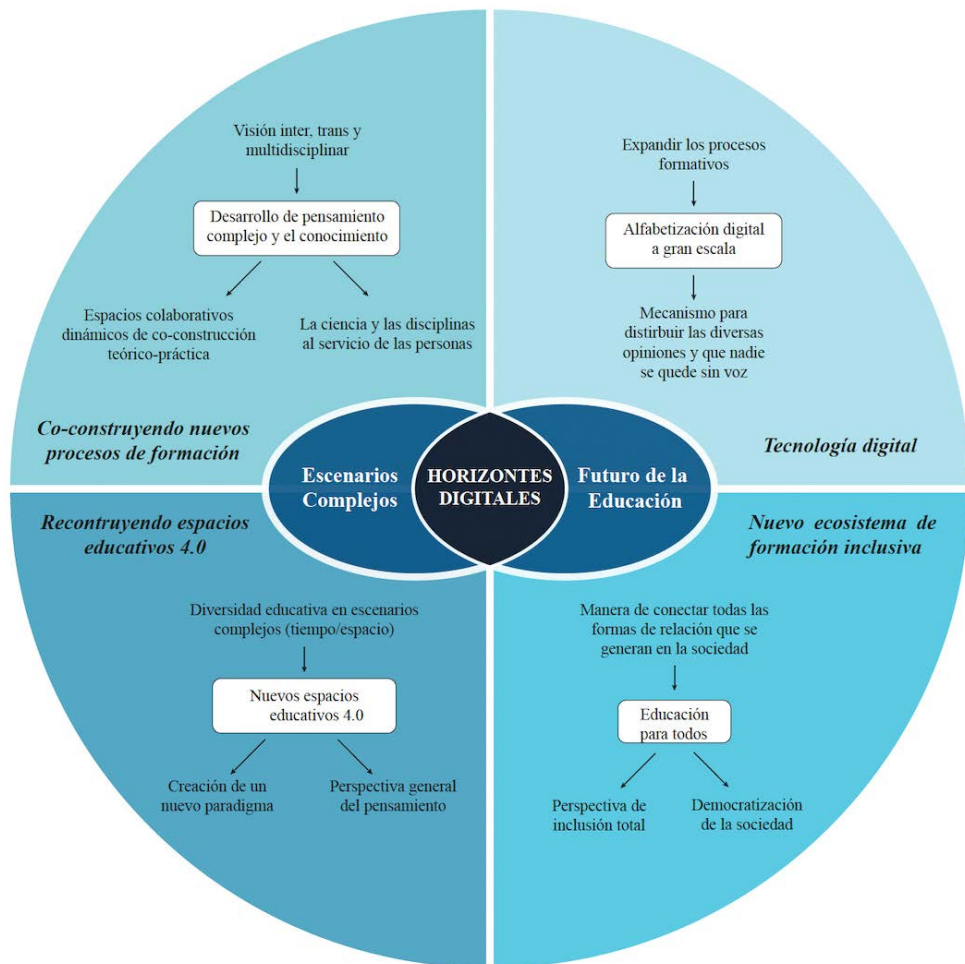 Visión inter, trans y
multidisciplinar
Desarrollo de pensamiento
complejo y el conocimiento
Espacios colaborativos
dinámicos de co-construcción
teórico-práctica
La ciencia y las disciplinas
al servicio de las personas
Co-construyendo nuevos
procesos de formación
Expandir los procesos
formativos
Alfabetización digital
a gran escala
Mecanismo para
distirbuir las diversas
opiniones y que nadie
se quede sin voz
Tecnología digital
Escenarios
Complejos
HORIZONTES
DIGITALES
Futuro de la
Educación
Recontruyendo espacios
educativos 4.0
Diversidad educativa en escenarios
complejos (tiempo/espacio)
Nuevos espacios
educativos 4.0
Creación de un
nuevo paradigma
Perspectiva general
del pensamiento
Nuevo ecosistema de
formación inclusiva
Manera de conectar todas las
formas de relación que se
generan en la sociedad
Educación
para todos
Perspectiva de
inclusión total
Democratización
de la sociedad